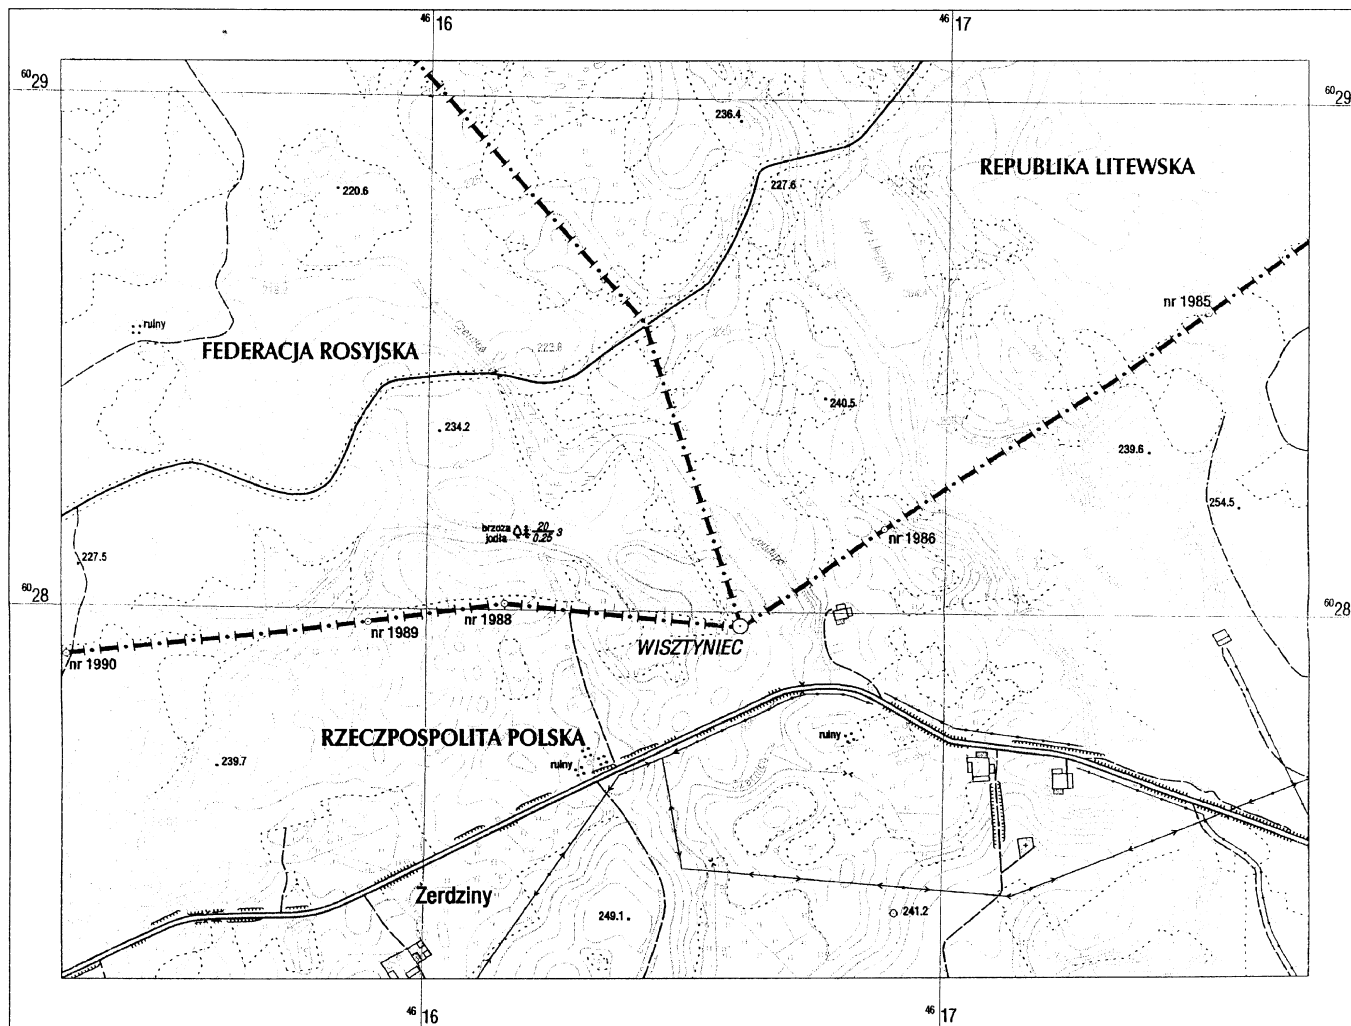 46 16
46 17
60 29
60 29
236.4
REPUBLIKA LITEWSKA
220.6
227.6
nr 1985
ruiny
FEDERACJA ROSYJSKA
223.8
240.5
234.2
239.6
254.5
brzoza
jodła
20
0.25
3
nr 1986
227.5
60 28
60 28
nr 1989
nr 1988
WISZTYNIEC
nr 1990
RZECZPOSPOLITA POLSKA
ruiny
239.7
ruiny
Żerdziny
249.1
241.2
46 16
46 17